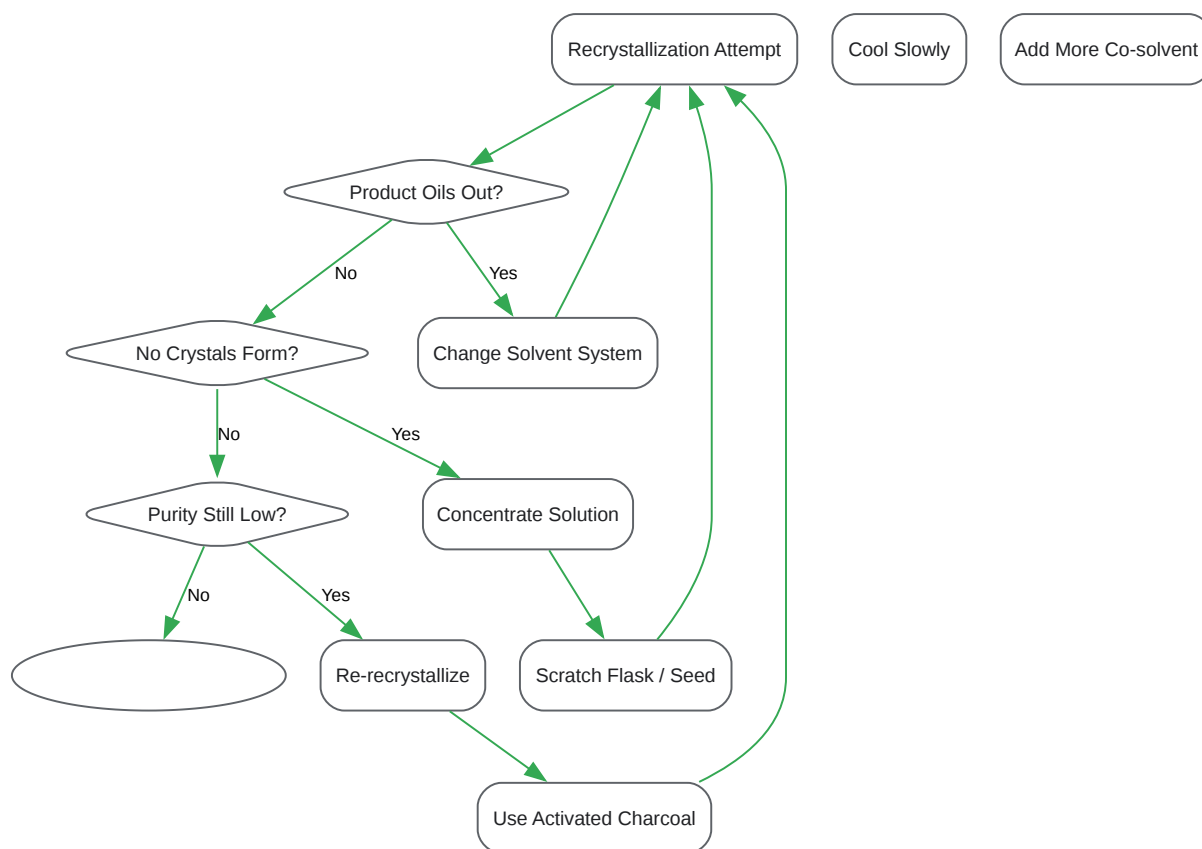 Recrystallization Attempt
Cool Slowly
Add More Co-solvent
Product Oils Out?
No
Yes
No Crystals Form?
Change Solvent System
No
Yes
Purity Still Low?
Concentrate Solution
No
Yes
Re-recrystallize
Scratch Flask / Seed
Use Activated Charcoal